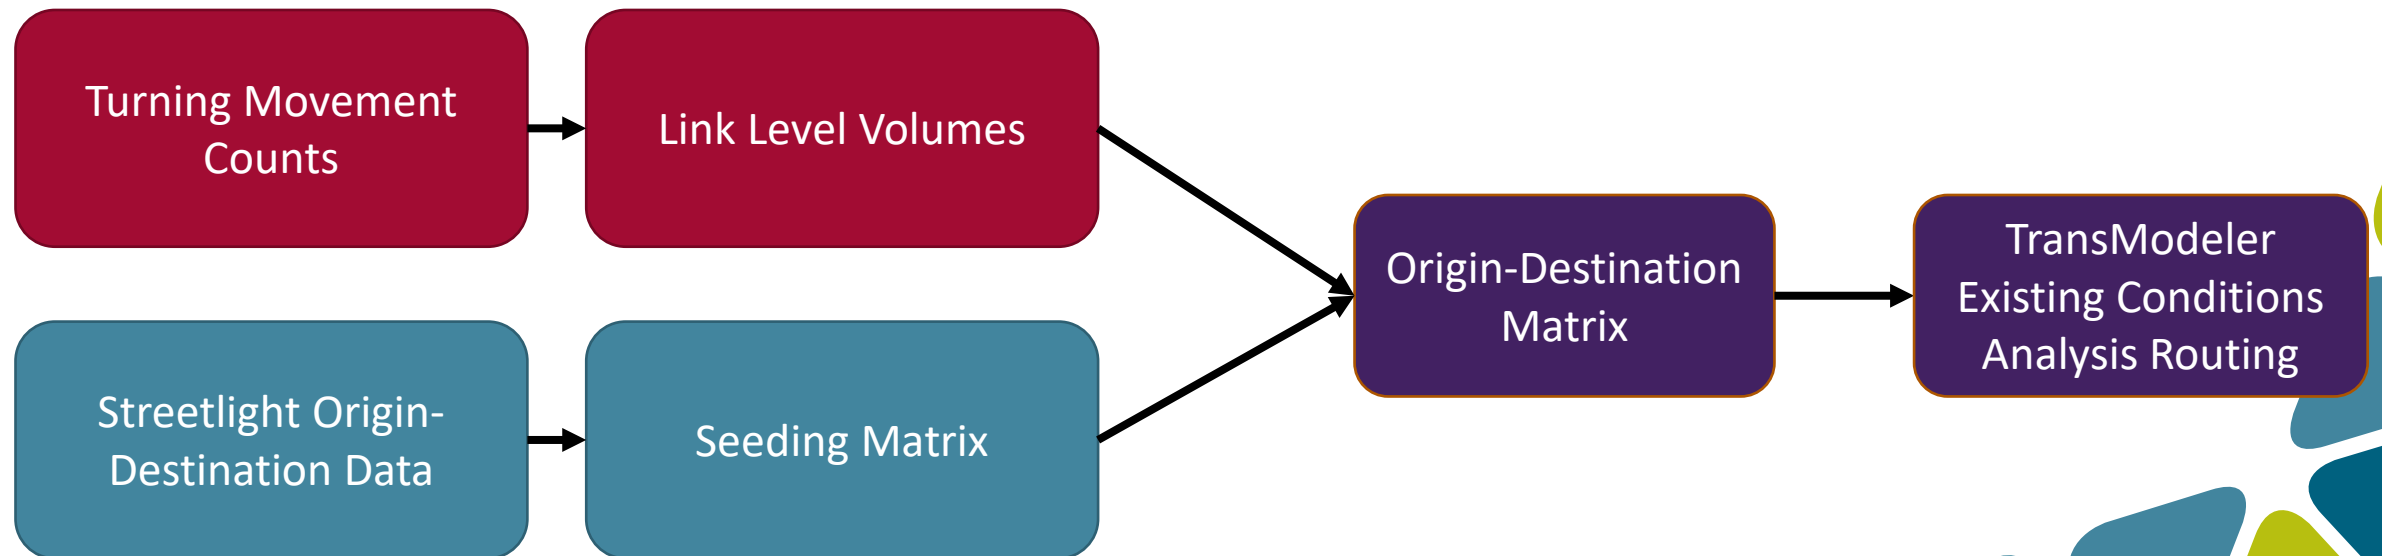 Turning Movement
Counts
Link Level Volumes
Streetlight Origin-
Destination Data
Seeding Matrix
Origin-Destination
Matrix
TransModeler
Existing Conditions
Analysis Routing